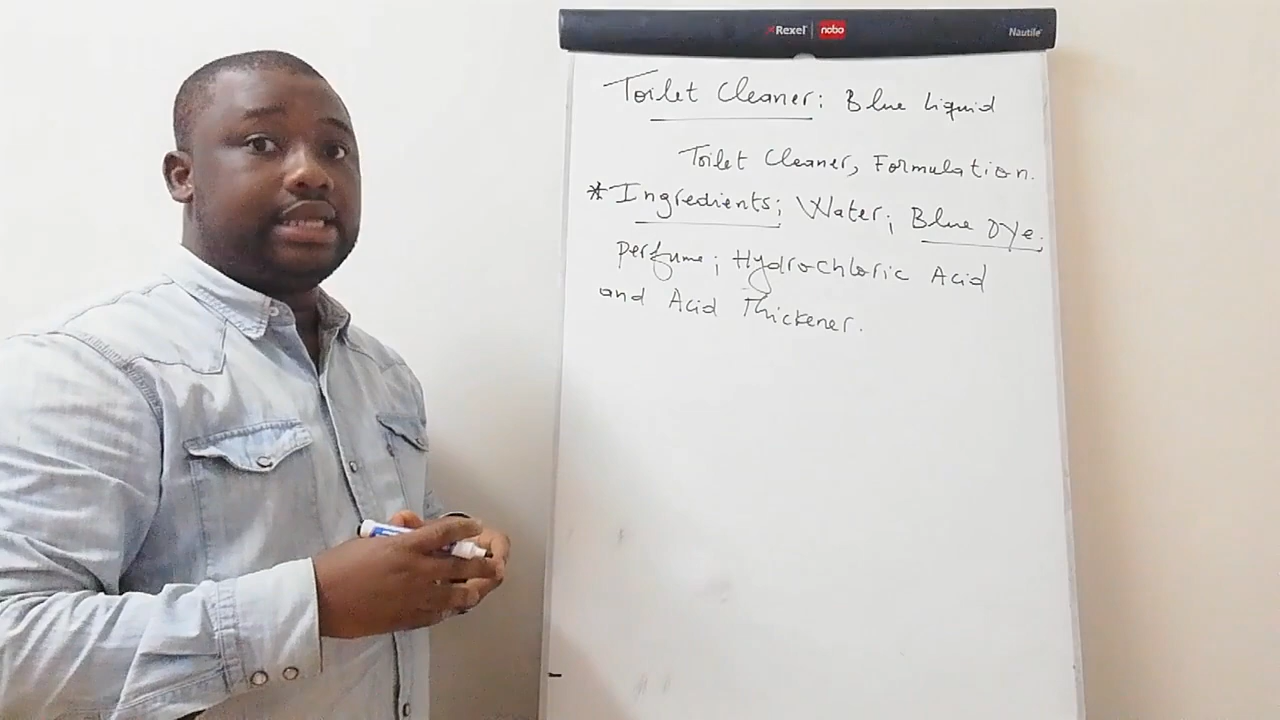 Rexel | nobo
Nautile
Toilet Cleaner: Blue Liquid
Toilet Cleaner, Formulation.
*Ingredients; Water; Blue Dye;
perfume; Hydrochloric Acid
and Acid Thickener.